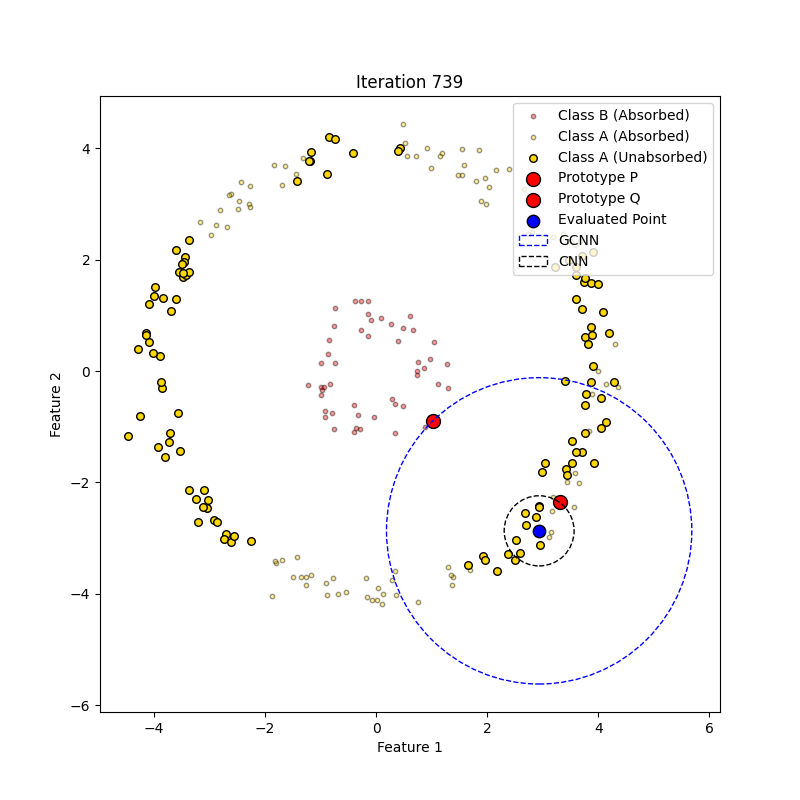 Iteration 739
Class B (Absorbed)
Class A (Absorbed)
Class A (Unabsorbed)
Prototype P
Prototype Q
Evaluated Point
GCNN
CNN
4
2
0
−2
−4
−6
Feature 2
−4
−2
0
2
4
6
Feature 1